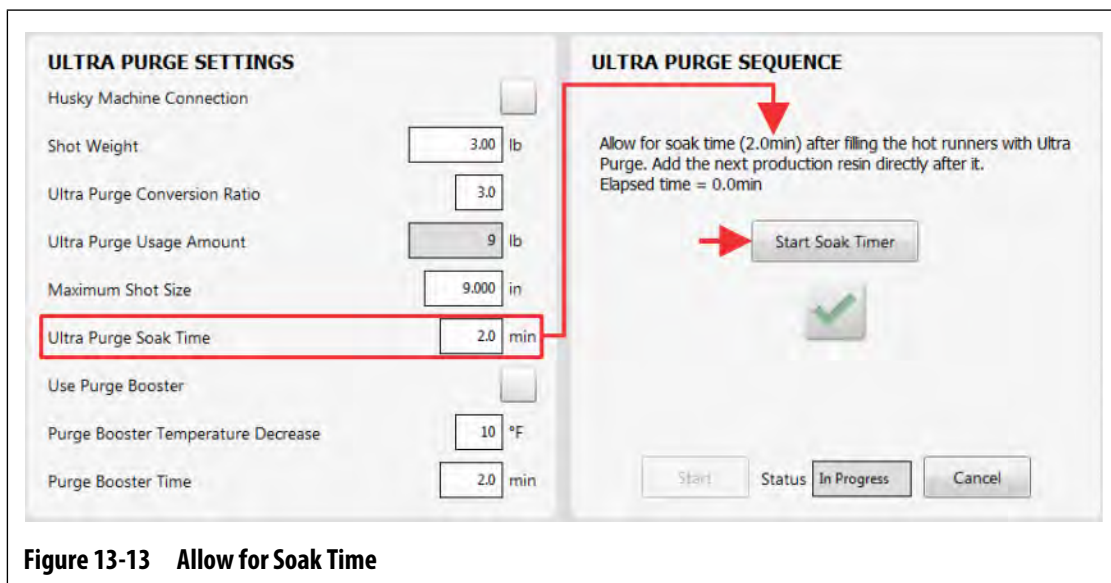 ULTRA PURGE SETTINGS
Husky Machine Connection
Shot Weight 3.00 lb
Ultra Purge Conversion Ratio 3.0
Ultra Purge Usage Amount 9 lb
Maximum Shot Size 9.000 in
Ultra Purge Soak Time 2.0 min
Use Purge Booster
Purge Booster Temperature Decrease 10 °F
Purge Booster Time 2.0 min
ULTRA PURGE SEQUENCE
Allow for soak time (2.0min) after filling the hot runners with Ultra
Purge. Add the next production resin directly after it.
Elapsed time = 0.0min
Start Soak Timer
Start Status In Progress Cancel
Figure 13-13 Allow for Soak Time